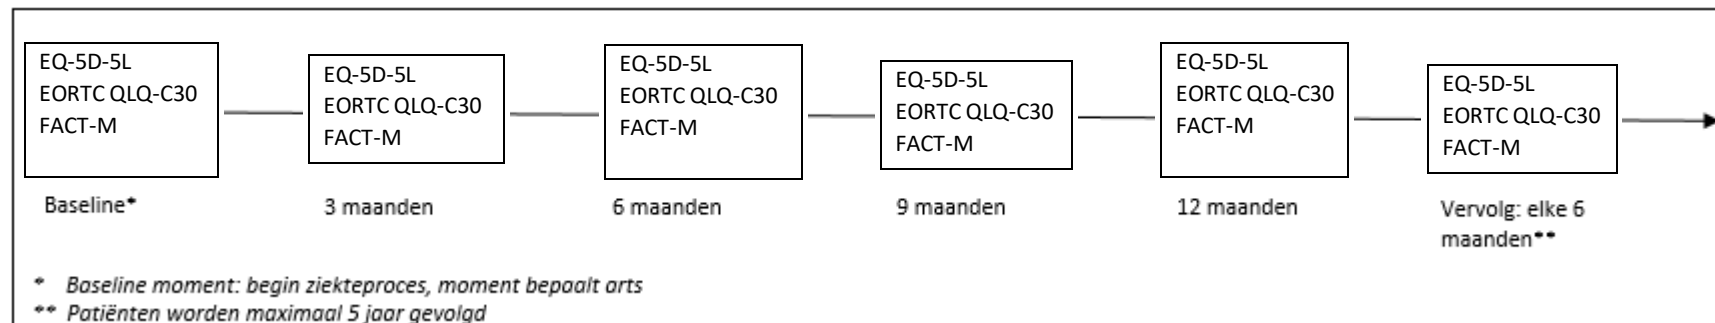 EQ-5D-5L
EORTC QLQ-C30
FACT-M
EQ-5D-5L
EORTC QLQ-C30
FACT-M
EQ-5D-5L
EORTC QLQ-C30
FACT-M
EQ-5D-5L
EORTC QLQ-C30
FACT-M
EQ-5D-5L
EORTC QLQ-C30
FACT-M
EQ-5D-5L
EORTC QLQ-C30
FACT-M
Baseline*
3 maanden
6 maanden
9 maanden
12 maanden
Vervolg: elke 6
maanden**
* Baseline moment: begin ziekteproces, moment bepaalt arts
** Patiënten worden maximaal 5 jaar gevolgd